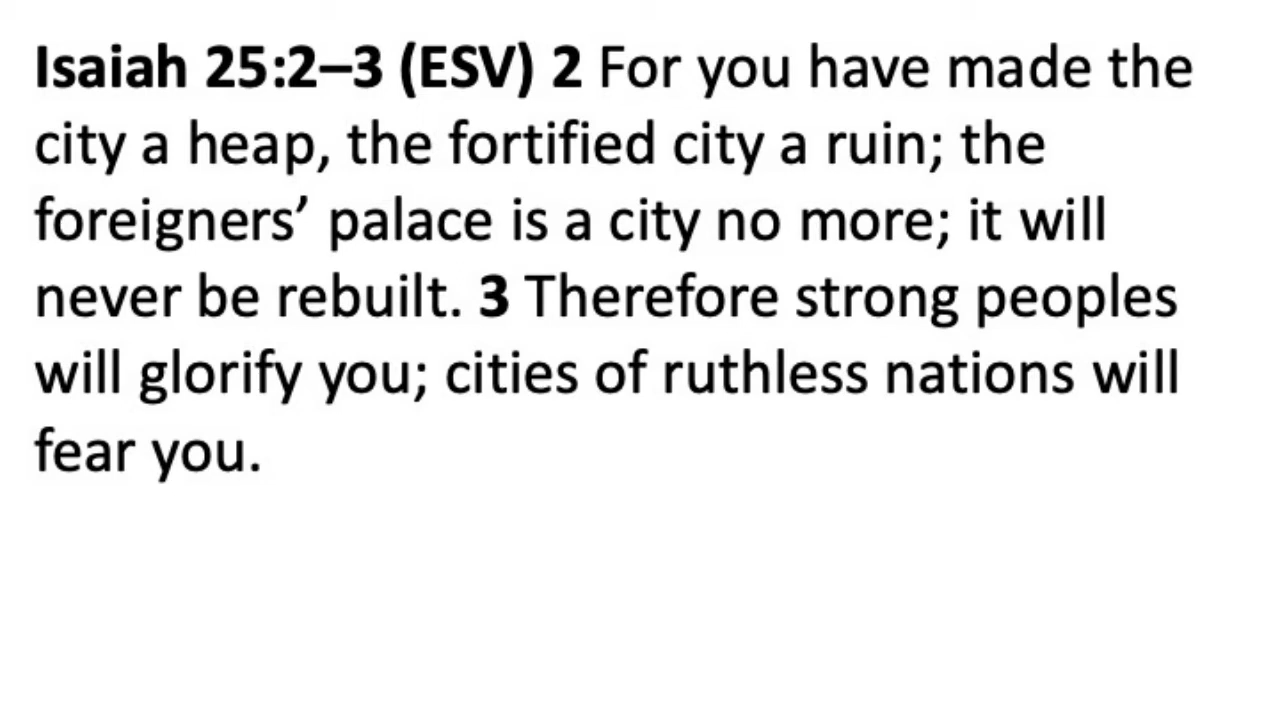 Isaiah 25:2–3 (ESV) 2 For you have made the
city a heap, the fortified city a ruin; the
foreigners’ palace is a city no more; it will
never be rebuilt. 3 Therefore strong peoples
will glorify you; cities of ruthless nations will
fear you.